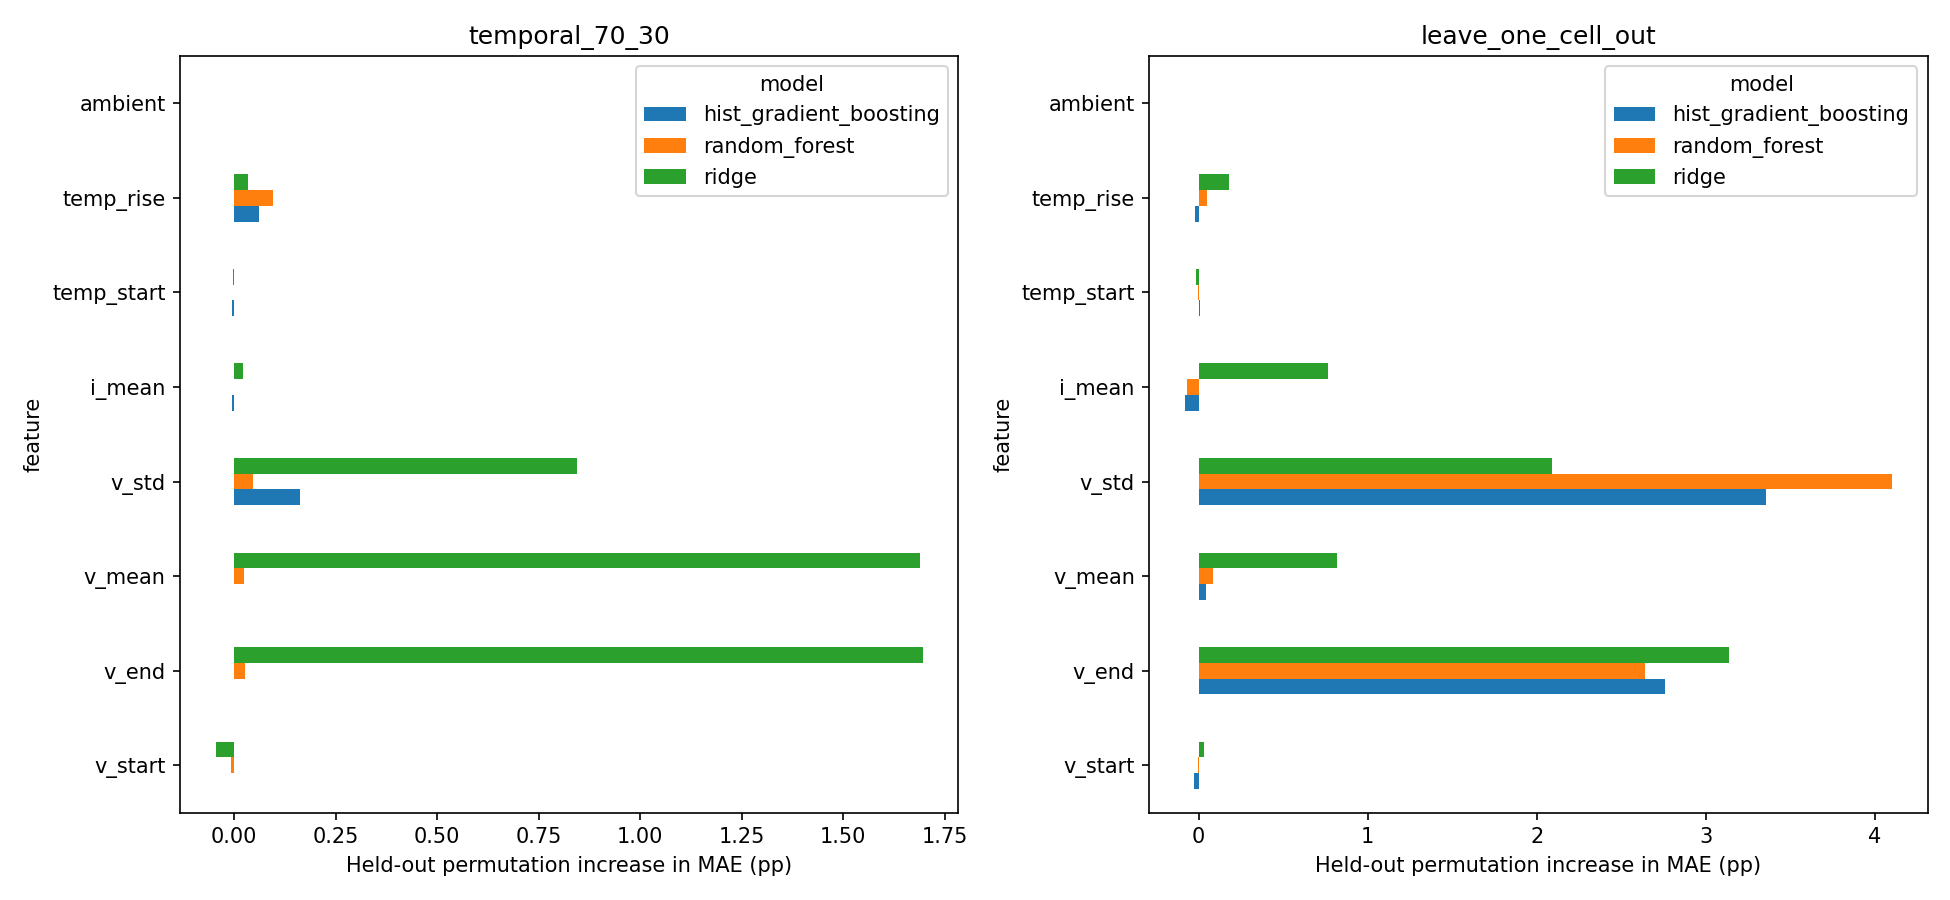 temporal_70_30
model
hist_gradient_boosting
random_forest
ridge
feature
ambient
temp_rise
temp_start
i_mean
v_std
v_mean
v_end
v_start
0.00 0.25 0.50 0.75 1.00 1.25 1.50 1.75
Held-out permutation increase in MAE (pp)
leave_one_cell_out
model
hist_gradient_boosting
random_forest
ridge
feature
ambient
temp_rise
temp_start
i_mean
v_std
v_mean
v_end
v_start
0 1 2 3 4
Held-out permutation increase in MAE (pp)